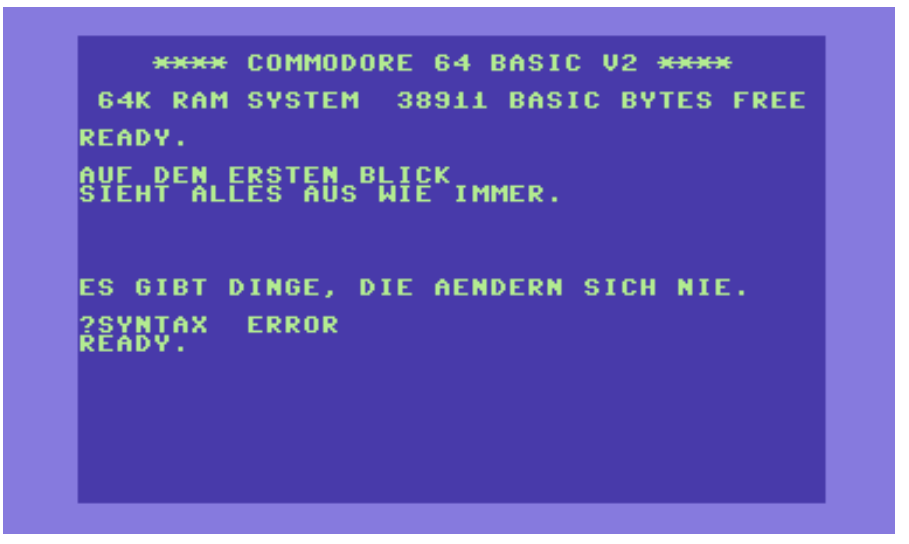 **** COMMODORE 64 BASIC V2 ****
64K RAM SYSTEM  38911 BASIC BYTES FREE
READY.
AUF DEN ERSTEN BLICK
SIEHT ALLES AUS WIE IMMER.
ES GIBT DINGE, DIE AENDERN SICH NIE.
?SYNTAX  ERROR
READY.